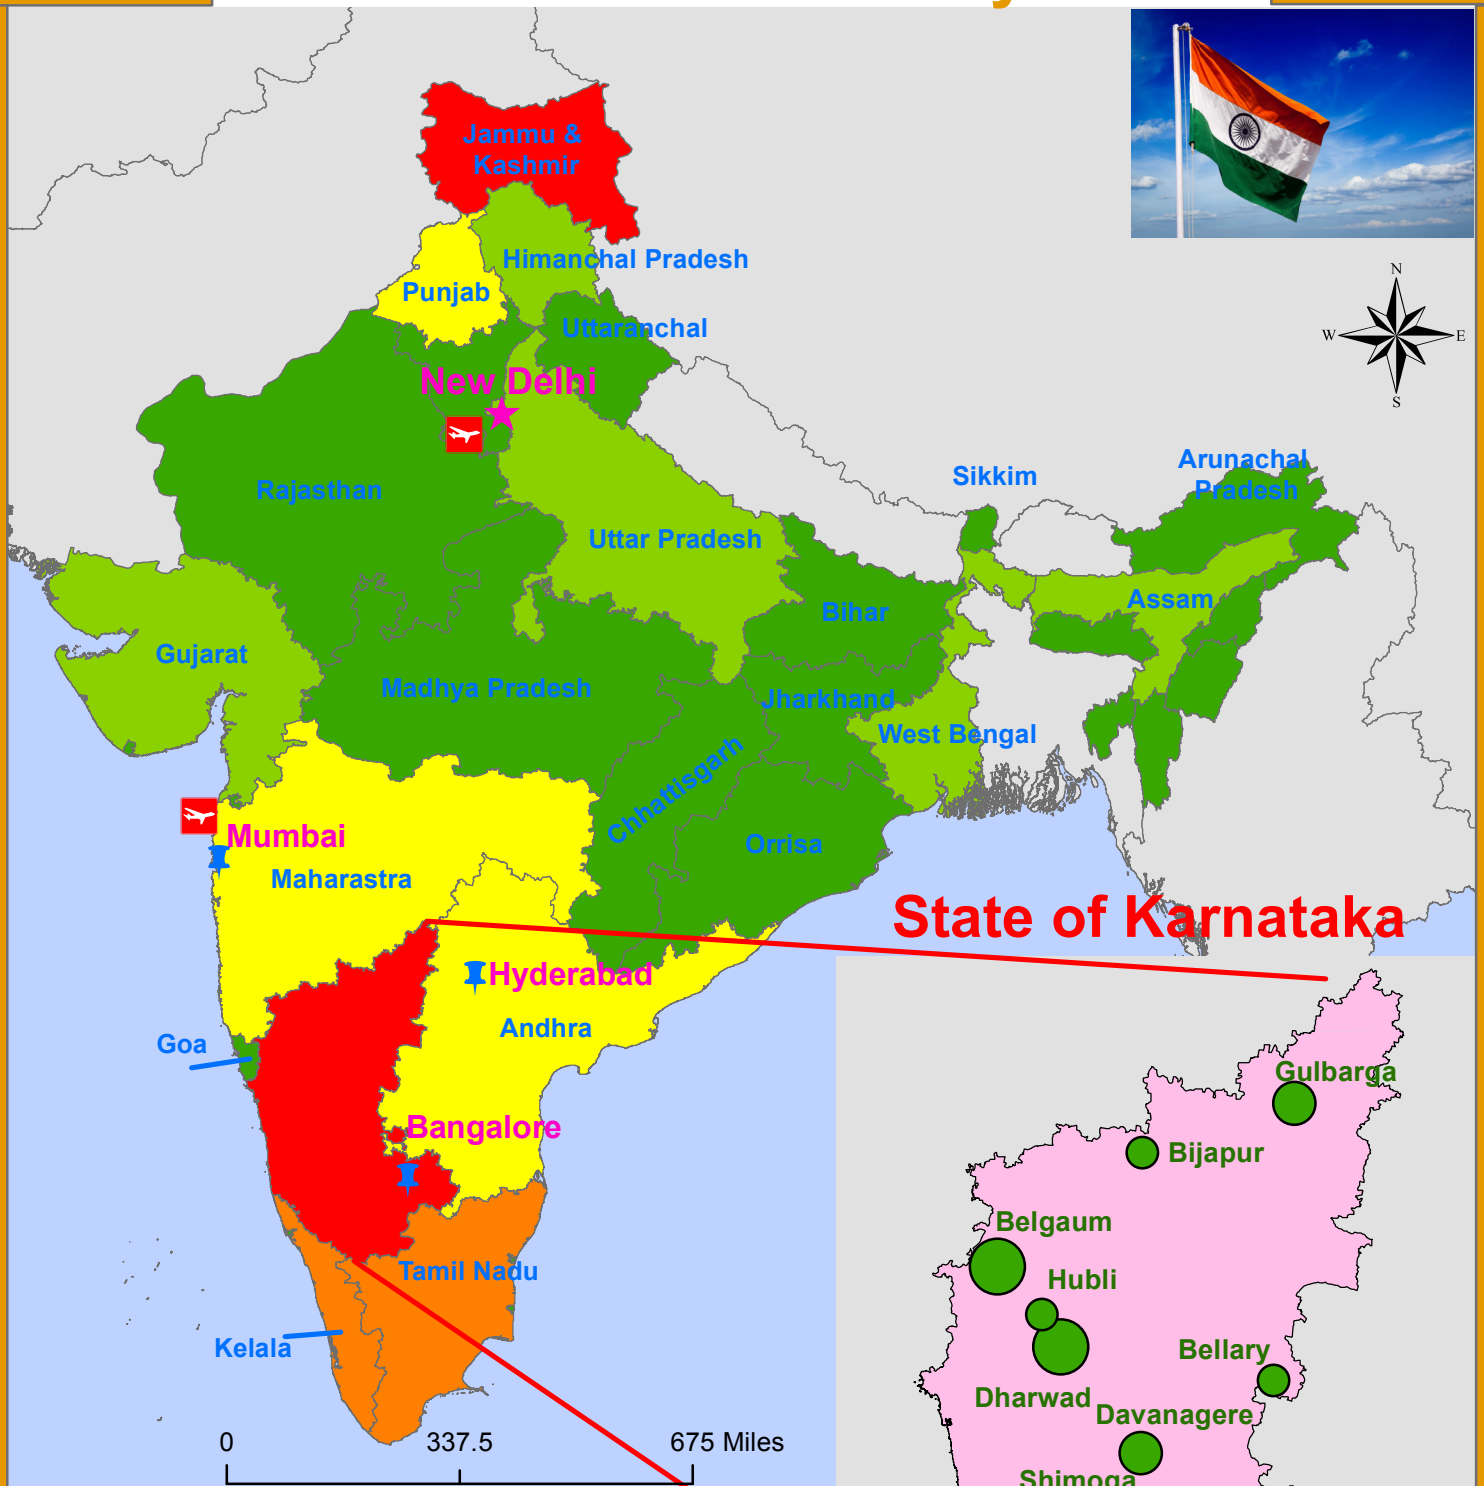 Jammu &
Kashmir
Himanchal Pradesh
Punjab
Uttaranchal
New Delhi
N
W
E
S
Rajasthan
Sikkim
Arunachal
Pradesh
Uttar Pradesh
Bihar
Assam
Gujarat
Madhya Pradesh
Jharkhand
West Bengal
Chhattisgarh
Orrisa
Mumbai
Maharastra
State of Karnataka
Hyderabad
Andhra
Goa
Bangalore
Tamil Nadu
Kelala
0
337.5
675 Miles
Gulbarga
Bijapur
Belgaum
Hubli
Bellary
Dharwad
Davanagere
Shimoga